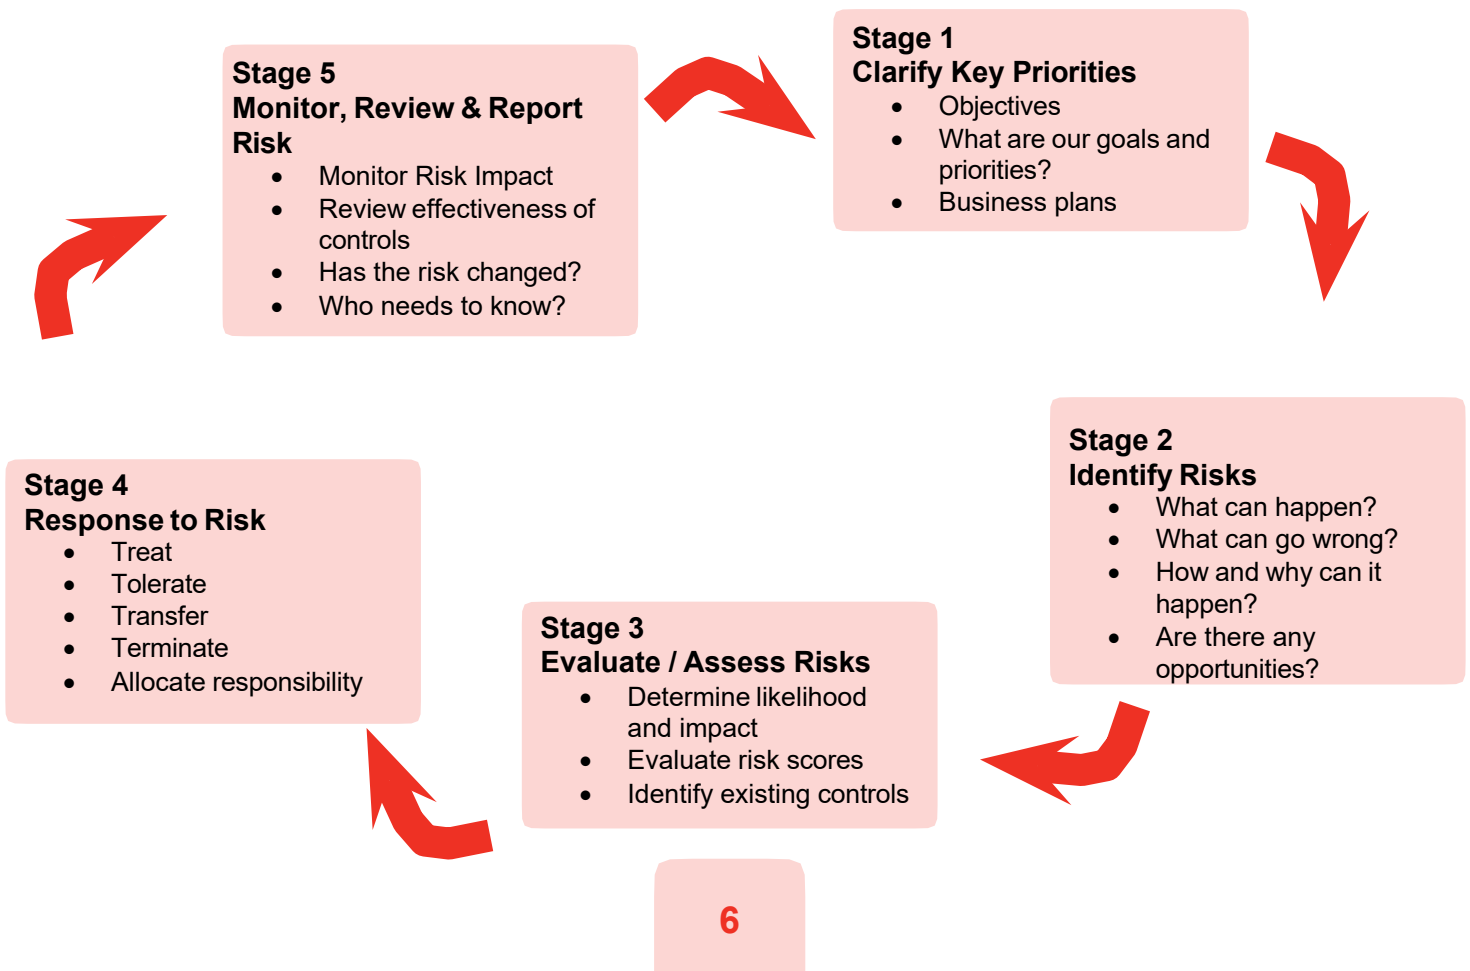 Stage 1
Clarify Key Priorities
• Objectives
• What are our goals and
priorities?
• Business plans
Stage 2
Identify Risks
• What can happen?
• What can go wrong?
• How and why can it
happen?
• Are there any
opportunities?
Stage 3
Evaluate / Assess Risks
• Determine likelihood
and impact
• Evaluate risk scores
• Identify existing controls
Stage 4
Response to Risk
• Treat
• Tolerate
• Transfer
• Terminate
• Allocate responsibility
Stage 5
Monitor, Review & Report
Risk
• Monitor Risk Impact
• Review effectiveness of
controls
• Has the risk changed?
• Who needs to know?
6